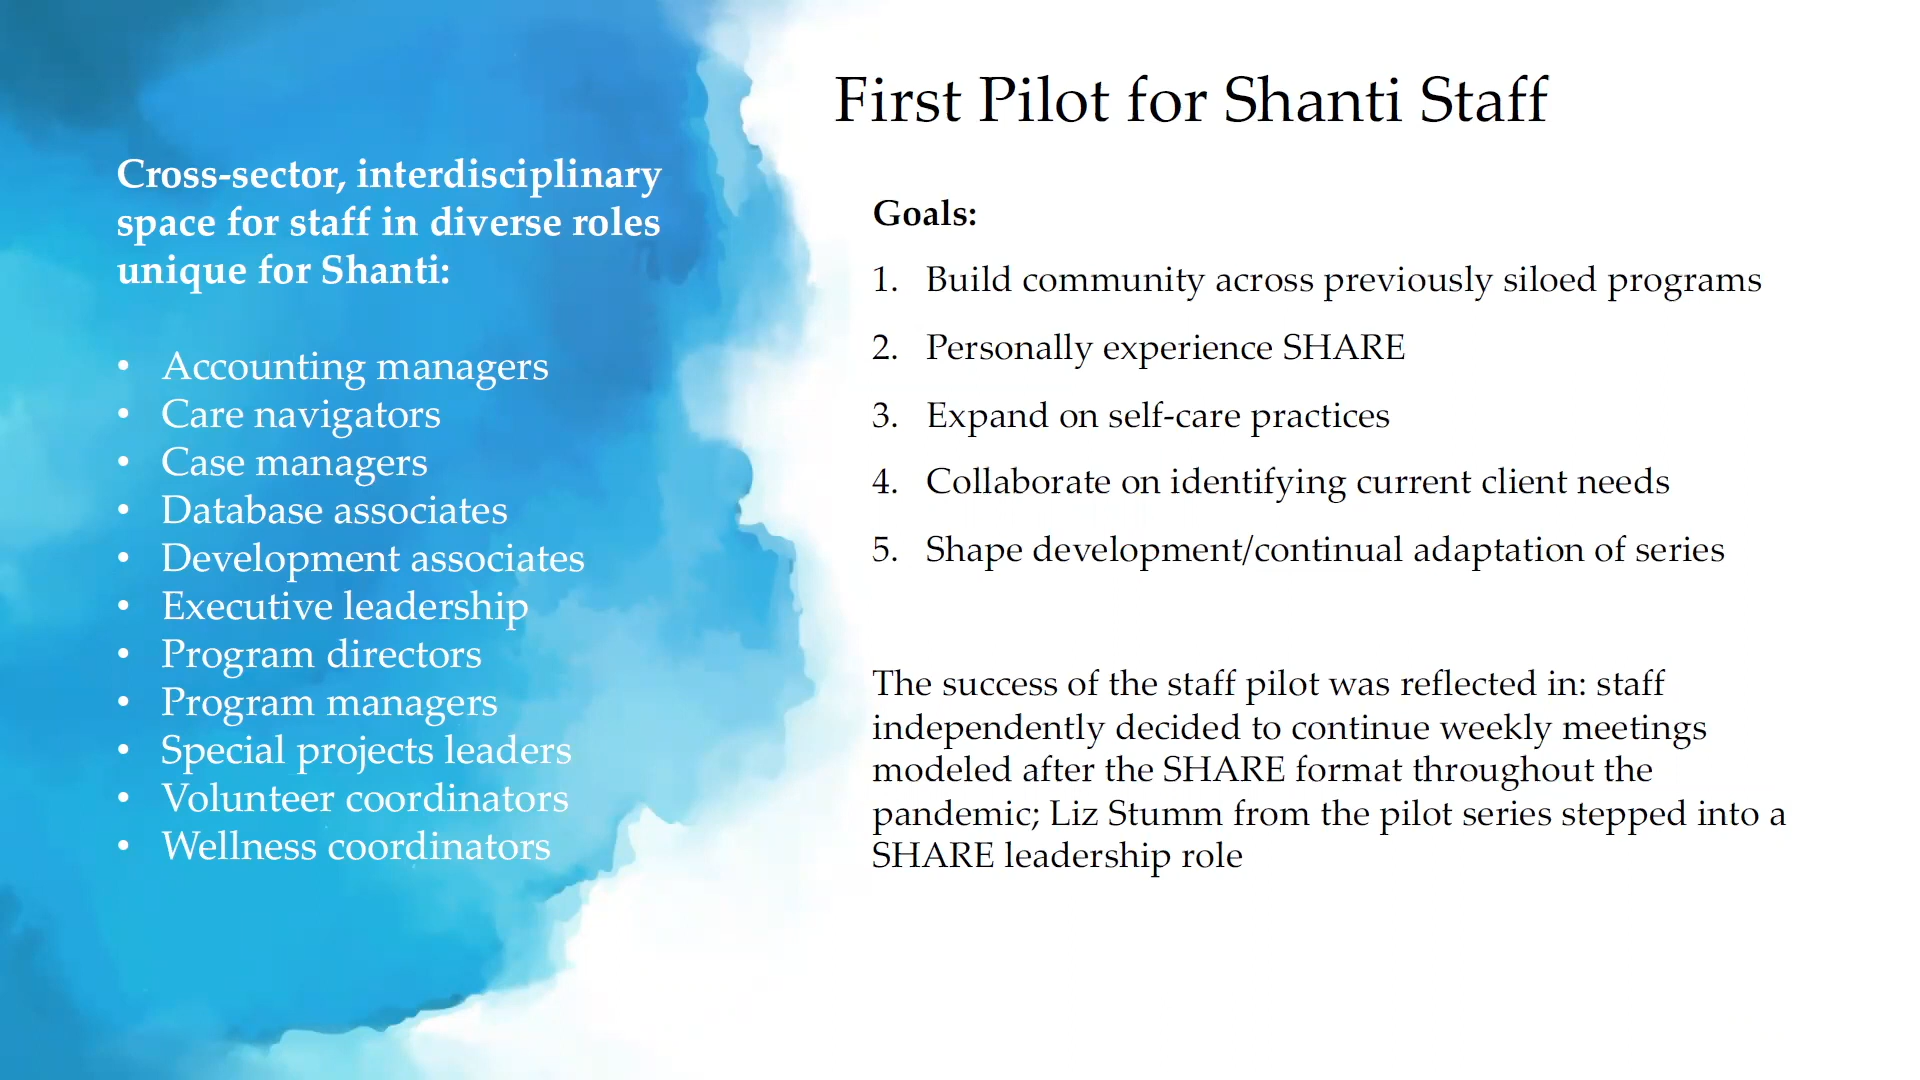 First Pilot for Shanti Staff
Cross-sector, interdisciplinary
space for staff in diverse roles
unique for Shanti:
• Accounting managers
• Care navigators
• Case managers
• Database associates
• Development associates
• Executive leadership
• Program directors
• Program managers
• Special projects leaders
• Volunteer coordinators
• Wellness coordinators
Goals:
1. Build community across previously siloed programs
2. Personally experience SHARE
3. Expand on self-care practices
4. Collaborate on identifying current client needs
5. Shape development/continual adaptation of series
The success of the staff pilot was reflected in: staff
independently decided to continue weekly meetings
modeled after the SHARE format throughout the
pandemic; Liz Stumm from the pilot series stepped into a
SHARE leadership role